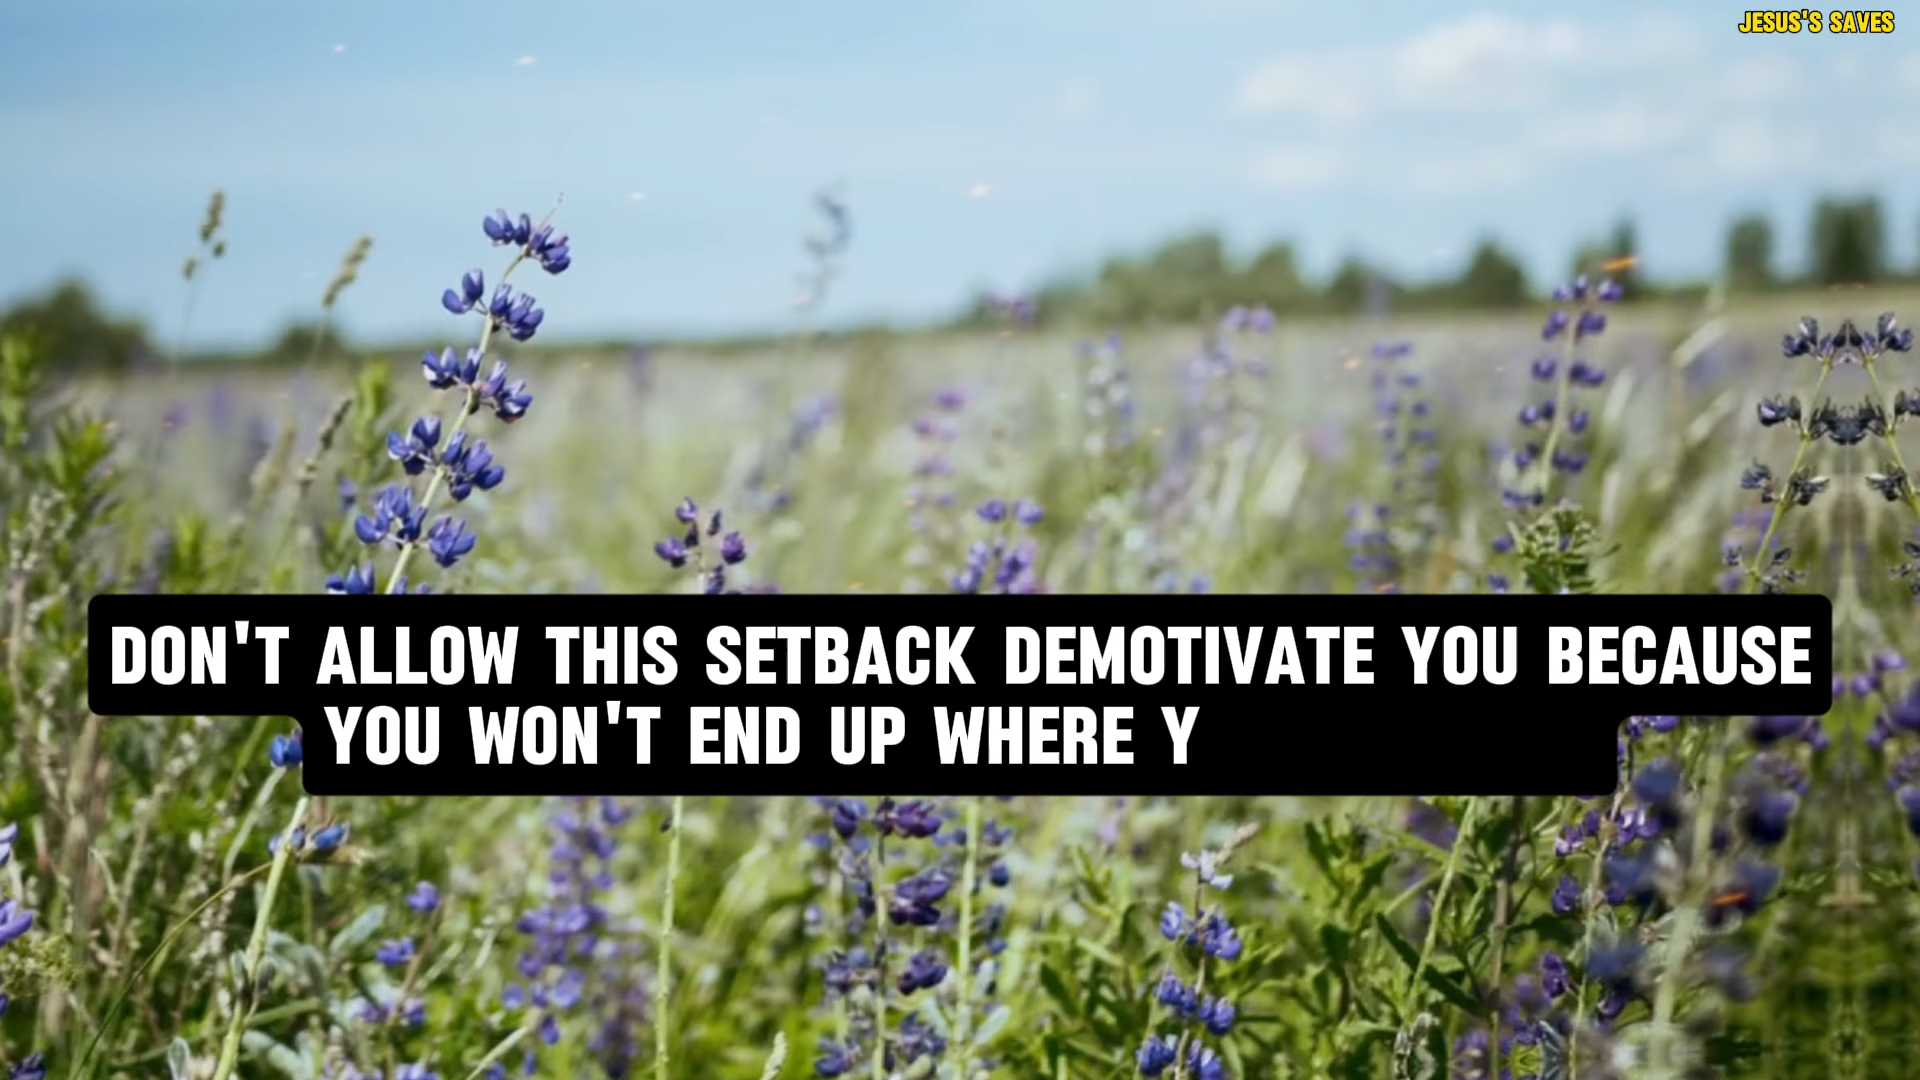 JESUS'S SAVES
DON'T ALLOW THIS SETBACK DEMOTIVATE YOU BECAUSE
YOU WON'T END UP WHERE Y